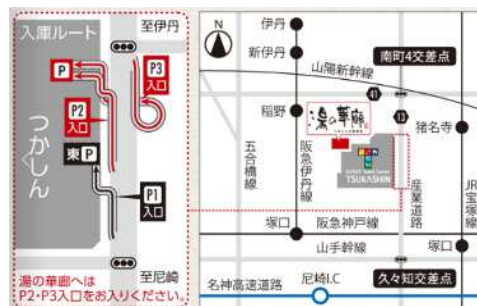 入庫ルート
至伊丹
P
P3
入口
P2
入口
つかしん
東P
P1
入口
至尼崎
湯の華廊へは
P2・P3入口をお入りください。
N
伊丹
新伊丹
山陽新幹線
南町4交差点
41
13
稲野
湯の華廊
猪名寺
五合橋線
阪急伊丹線
TSUKASHIN
産業道路
JR宝塚線
塚口
阪急神戸線
山手幹線
塚口
名神高速道路
尼崎I.C
久々知交差点